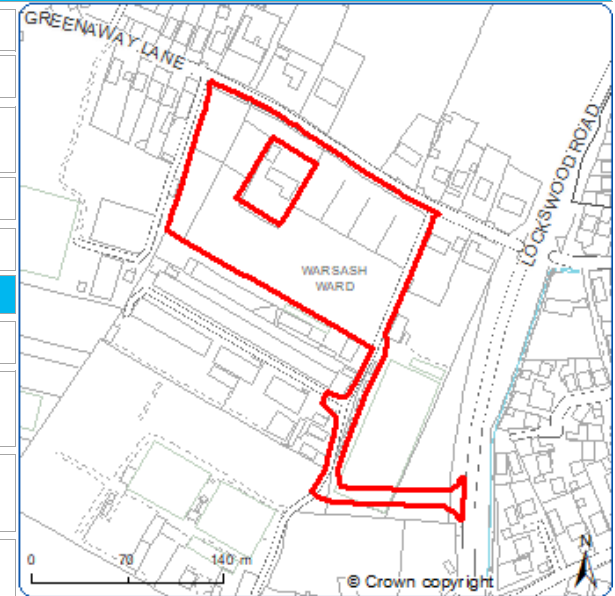 GREENAWAY LANE
LOCKSWOOD ROAD
WARSASH
WARD
0 70 140 m
N
© Crown copyright